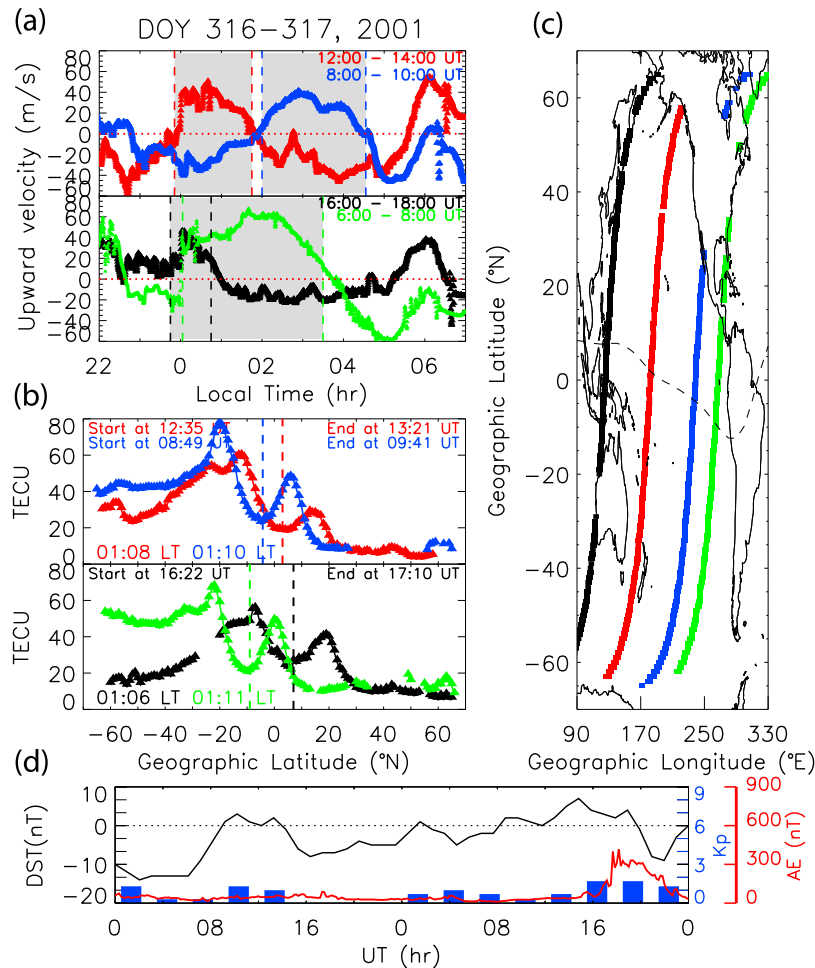 (a) DOY 316−317, 2001 (c)
12:00 − 14:00 UT
8:00 − 10:00 UT
80
60
40
20
0
−20
−40
−60
16:00 − 18:00 UT
6:00 − 8:00 UT
80
60
40
20
0
−20
−40
−60
Upward velocity (m/s)
22 0 02 04 06
Local Time (hr)
(b)
Start at 12:35 UT End at 13:21 UT
Start at 08:49 UT End at 09:41 UT
80
60
40
20
0
TECU
01:08 LT 01:10 LT
Start at 16:22 UT End at 17:10 UT
80
60
40
20
0
TECU
01:06 LT 01:11 LT
−60 −40 −20 0 20 40 60
Geographic Latitude (°N)
60
40
20
0
−20
−40
−60
Geographic Latitude (°N)
90 170 250 330
Geographic Longitude (°E)
(d)
10
0
−10
−20
DST(nT)
9
6
3
0
Kp
900
600
300
0
AE (nT)
0 08 16 0 08 16 0
UT (hr)